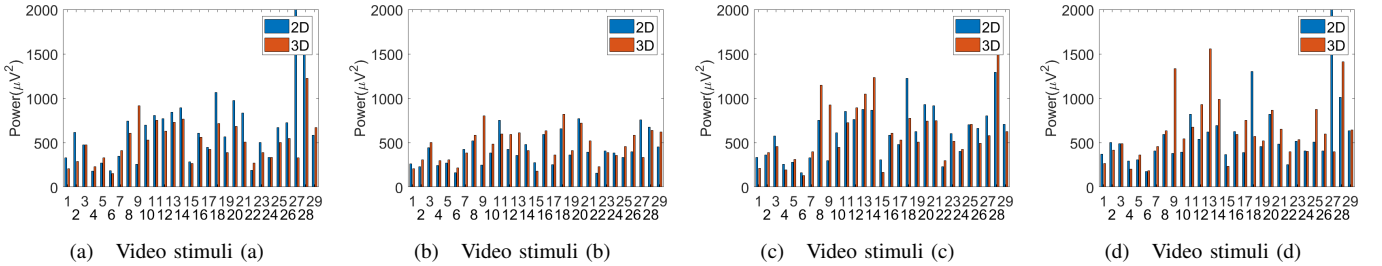 2000
1500
1000
500
0
Power(μV²)
2D
3D
1 3 5 7 9 11 13 15 17 19 21 23 25 27 29
2 4 6 8 10 12 14 16 18 20 22 24 26 28
(a) Video stimuli (a)
2000
1500
1000
500
0
Power(μV²)
2D
3D
1 3 5 7 9 11 13 15 17 19 21 23 25 27 29
2 4 6 8 10 12 14 16 18 20 22 24 26 28
(b) Video stimuli (b)
2000
1500
1000
500
0
Power(μV²)
2D
3D
1 3 5 7 9 11 13 15 17 19 21 23 25 27 29
2 4 6 8 10 12 14 16 18 20 22 24 26 28
(c) Video stimuli (c)
2000
1500
1000
500
0
Power(μV²)
2D
3D
1 3 5 7 9 11 13 15 17 19 21 23 25 27 29
2 4 6 8 10 12 14 16 18 20 22 24 26 28
(d) Video stimuli (d)